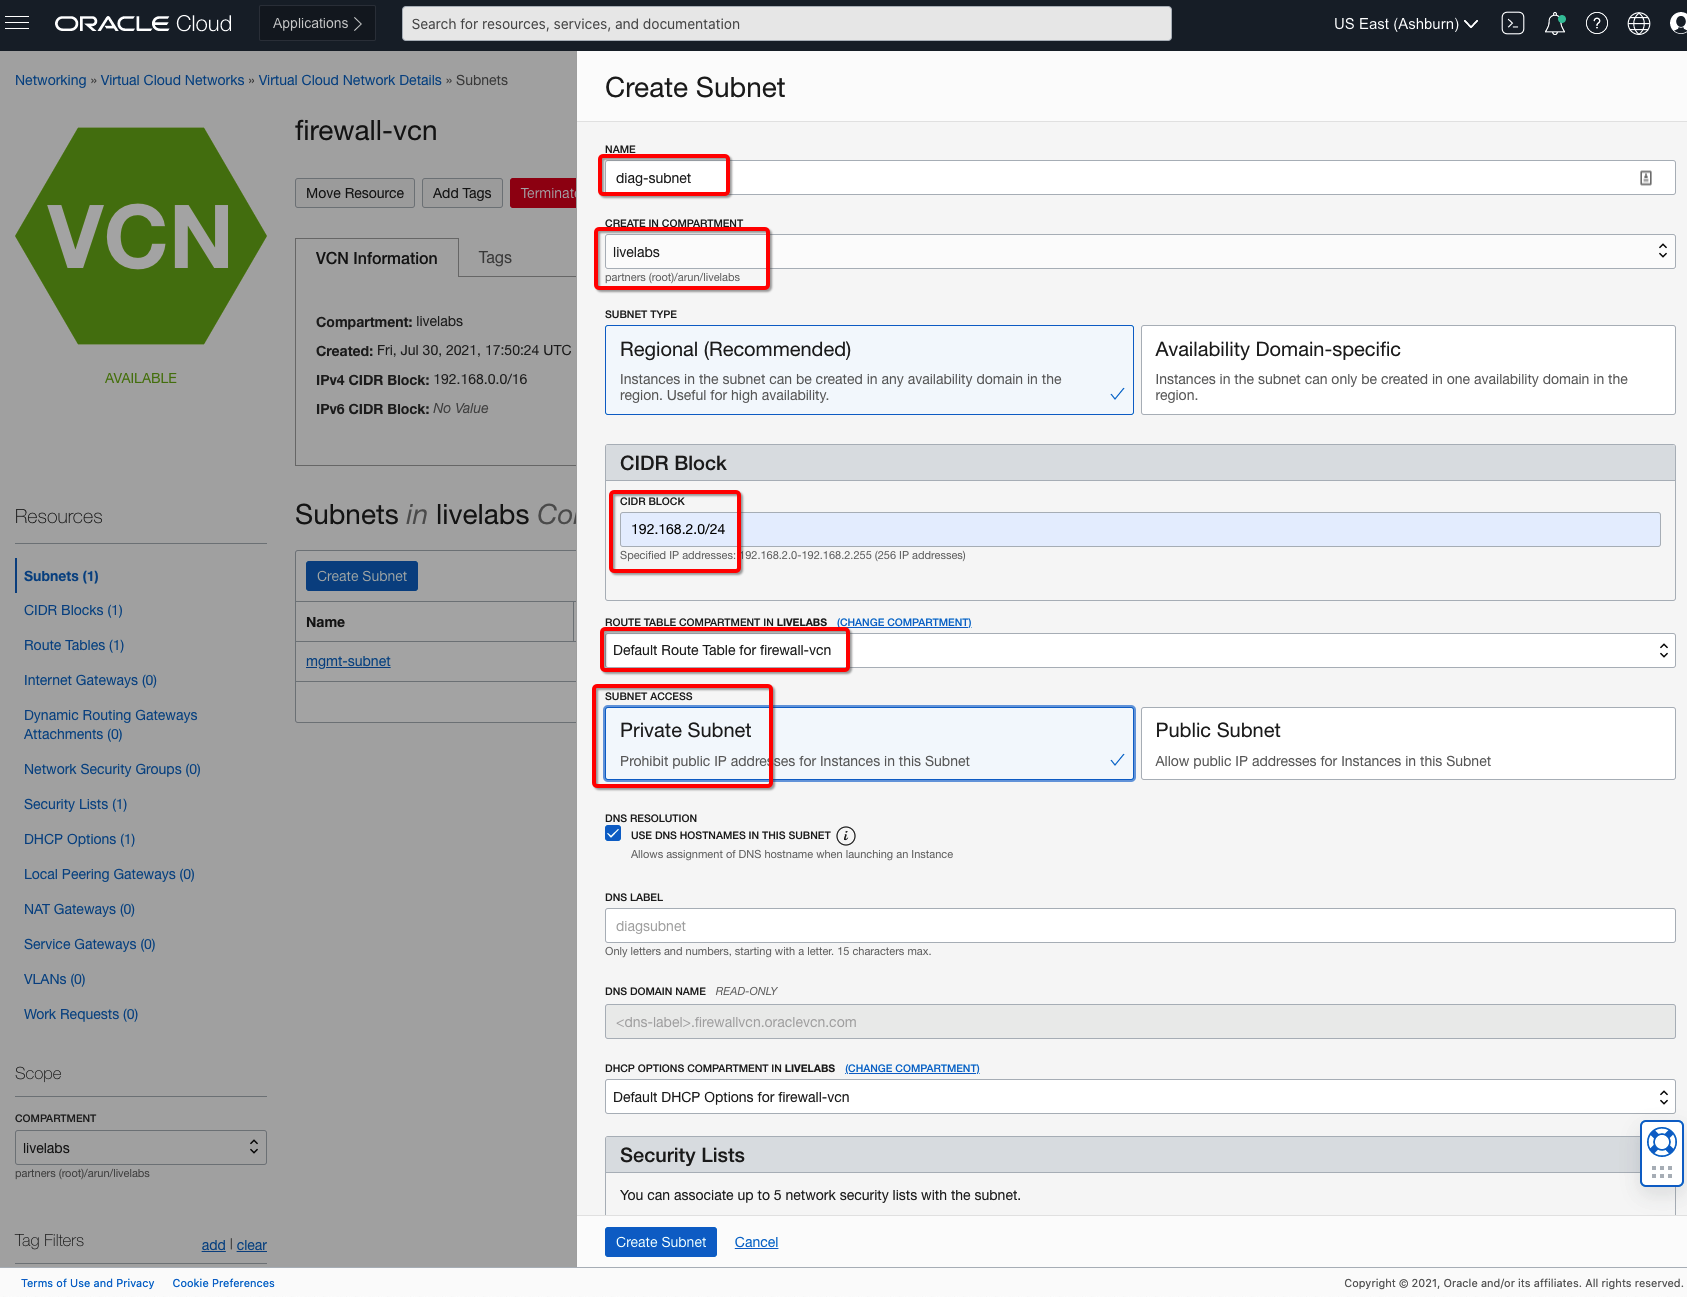 ORACLE Cloud
Applications
Search for resources, services, and documentation
US East (Ashburn)
Networking » Virtual Cloud Networks » Virtual Cloud Network Details » Subnets
VCN
AVAILABLE
firewall-vcn
Move Resource
Add Tags
Terminate
VCN Information
Tags
Compartment: livelabs
Created: Fri, Jul 30, 2021, 17:50:24 UTC
IPv4 CIDR Block: 192.168.0.0/16
IPv6 CIDR Block: No Value
Resources
Subnets (1)
CIDR Blocks (1)
Route Tables (1)
Internet Gateways (0)
Dynamic Routing Gateways
Attachments (0)
Network Security Groups (0)
Security Lists (1)
DHCP Options (1)
Local Peering Gateways (0)
NAT Gateways (0)
Service Gateways (0)
VLANs (0)
Work Requests (0)
Scope
COMPARTMENT
livelabs
partners (root)/arun/livelabs
Tag Filters
add | clear
Subnets in livelabs Co
Create Subnet
Name
mgmt-subnet
Create Subnet
NAME
diag-subnet
CREATE IN COMPARTMENT
livelabs
partners (root)/arun/livelabs
SUBNET TYPE
Regional (Recommended)
Instances in the subnet can be created in any availability domain in the
region. Useful for high availability.
Availability Domain-specific
Instances in the subnet can only be created in one availability domain in the
region.
CIDR Block
CIDR BLOCK
192.168.2.0/24
Specified IP addresses: 192.168.2.0-192.168.2.255 (256 IP addresses)
ROUTE TABLE COMPARTMENT IN LIVELABS (CHANGE COMPARTMENT)
Default Route Table for firewall-vcn
SUBNET ACCESS
Private Subnet
Prohibit public IP addresses for Instances in this Subnet
Public Subnet
Allow public IP addresses for Instances in this Subnet
DNS RESOLUTION
USE DNS HOSTNAMES IN THIS SUBNET i
Allows assignment of DNS hostname when launching an Instance
DNS LABEL
diagsubnet
Only letters and numbers, starting with a letter. 15 characters max.
DNS DOMAIN NAME READ-ONLY
<dns-label>.firewallvcn.oraclevcn.com
DHCP OPTIONS COMPARTMENT IN LIVELABS (CHANGE COMPARTMENT)
Default DHCP Options for firewall-vcn
Security Lists
You can associate up to 5 network security lists with the subnet.
Create Subnet
Cancel
Terms of Use and Privacy
Cookie Preferences
Copyright © 2021, Oracle and/or its affiliates. All rights reserved.